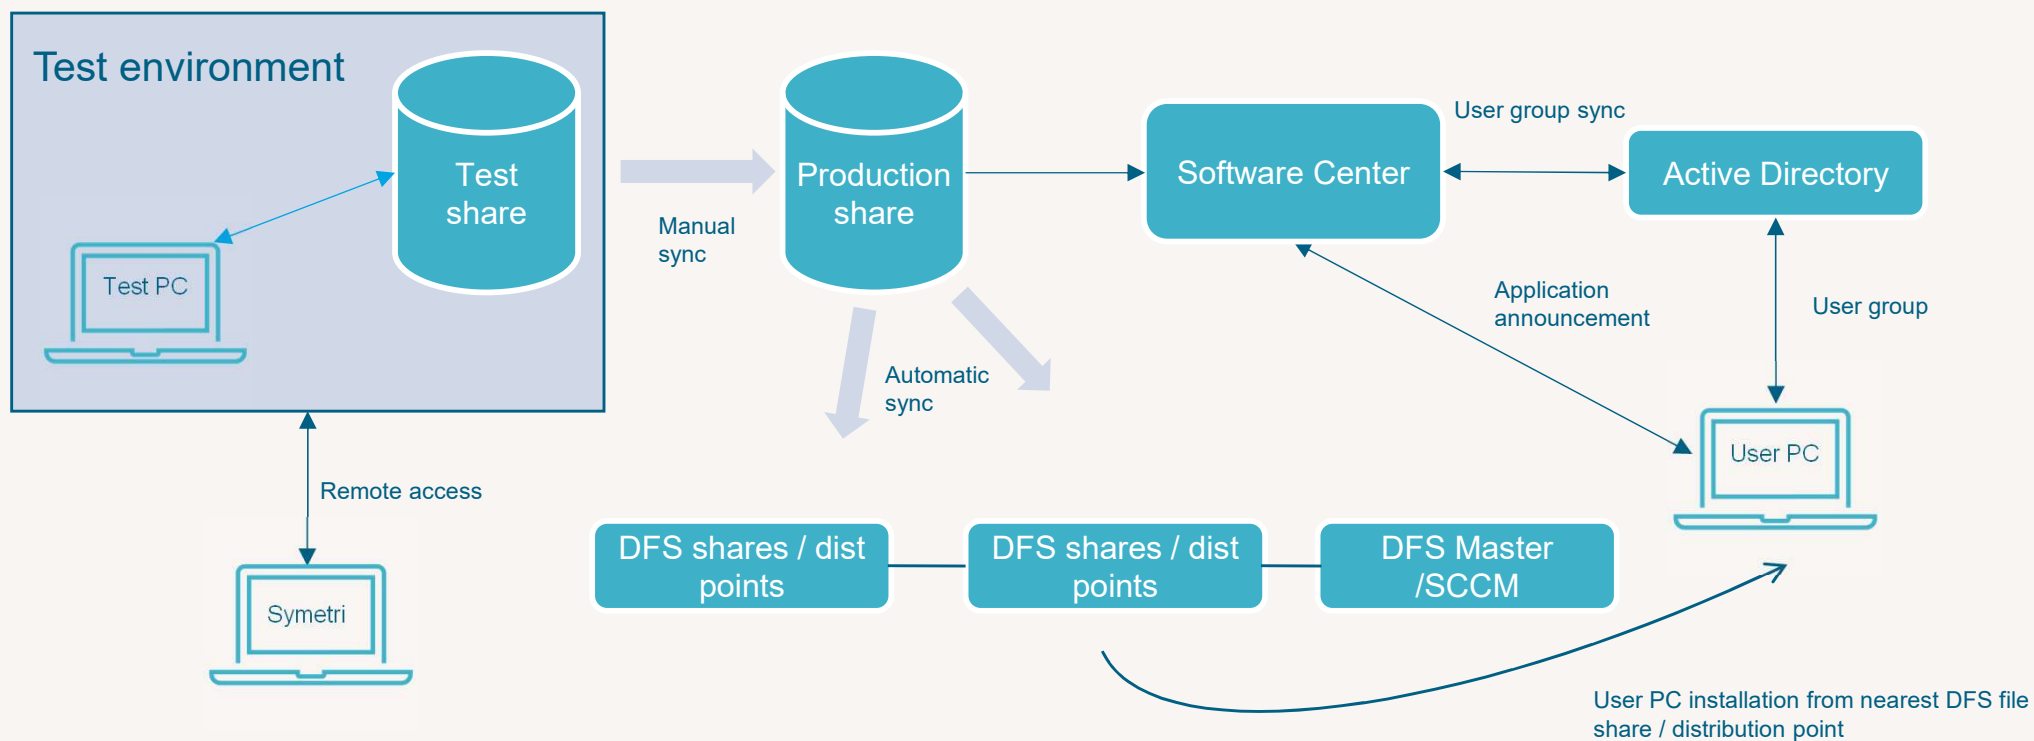 Test environment
Test
share
Test PC
Manual
sync
Production
share
Software Center
User group sync
Active Directory
Application
announcement
User group
Automatic
sync
User PC
Remote access
Symetri
DFS shares / dist
points
DFS shares / dist
points
DFS Master
/SCCM
User PC installation from nearest DFS file
share / distribution point